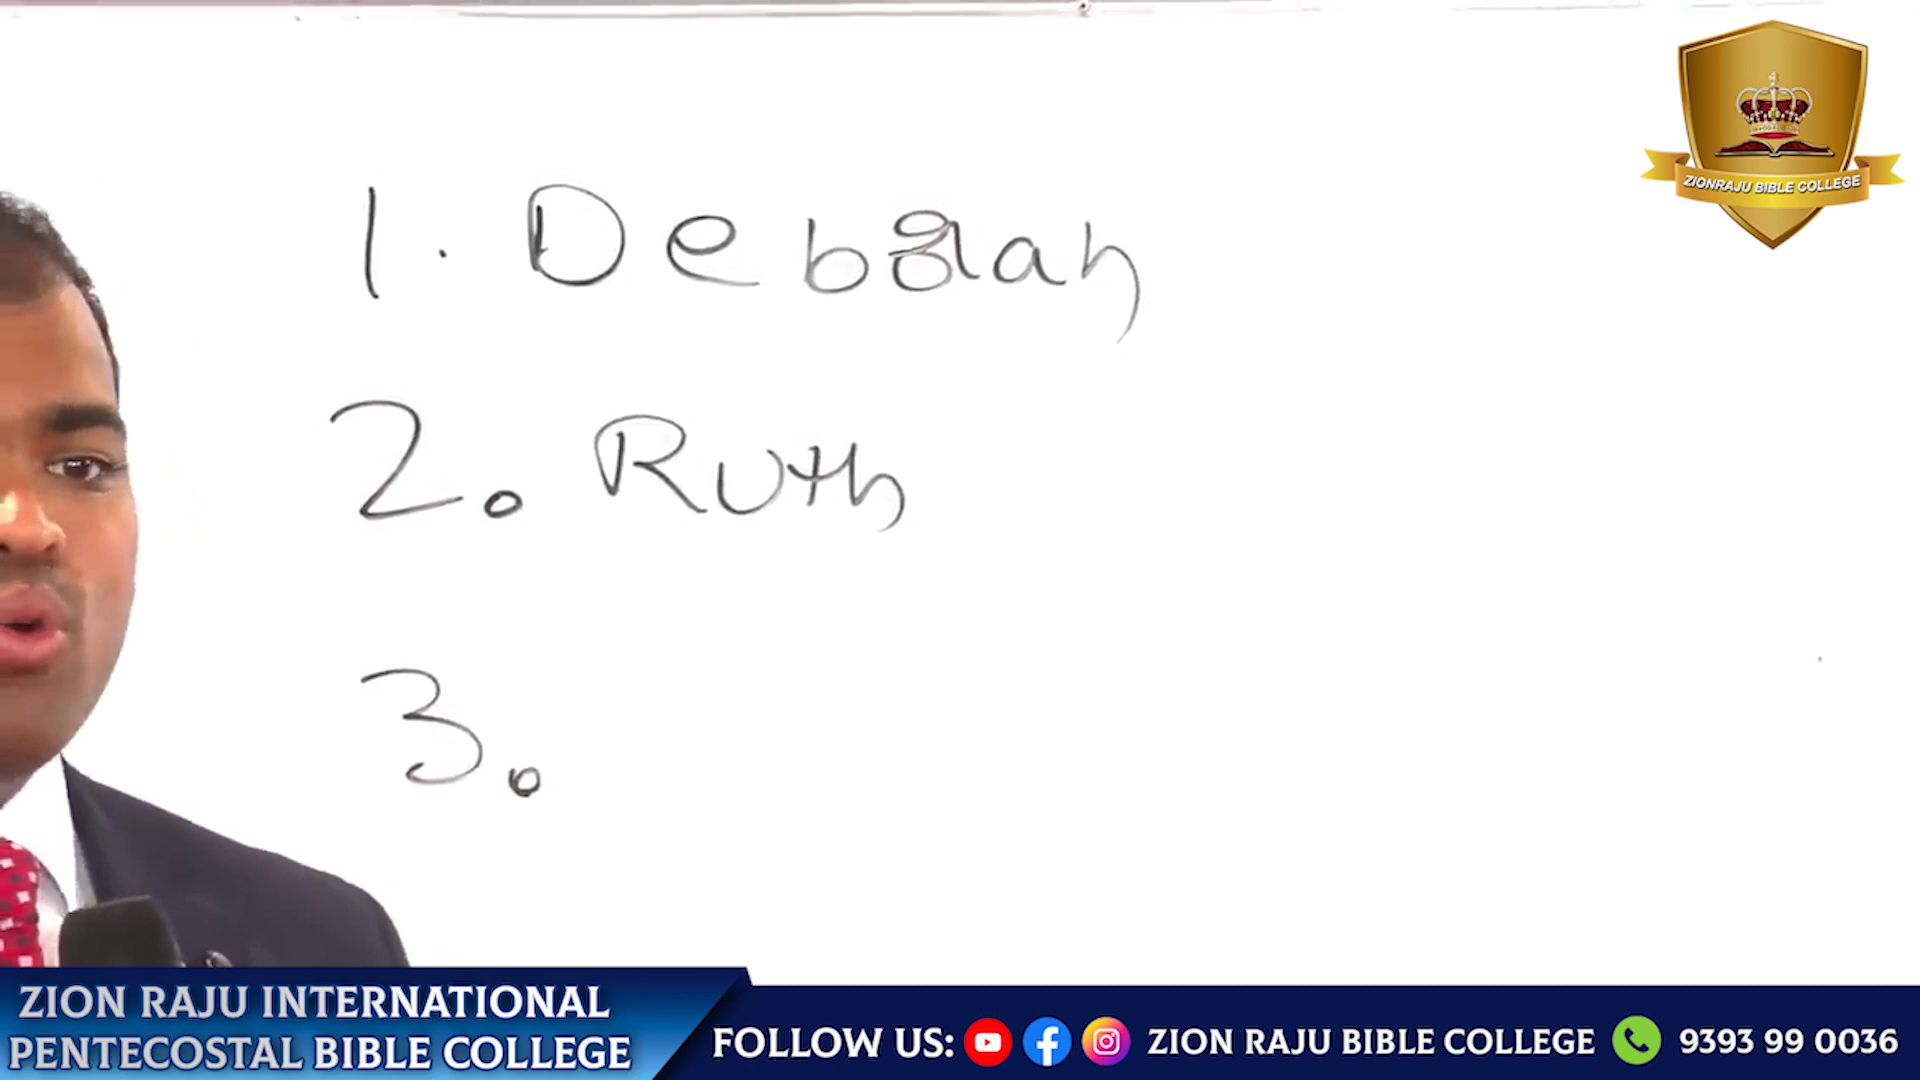 ZIONRAJU BIBLE COLLEGE
1. Deborah
2. Ruth
3.
ZION RAJU INTERNATIONAL
PENTECOSTAL BIBLE COLLEGE
FOLLOW US: ZION RAJU BIBLE COLLEGE 9393 99 0036